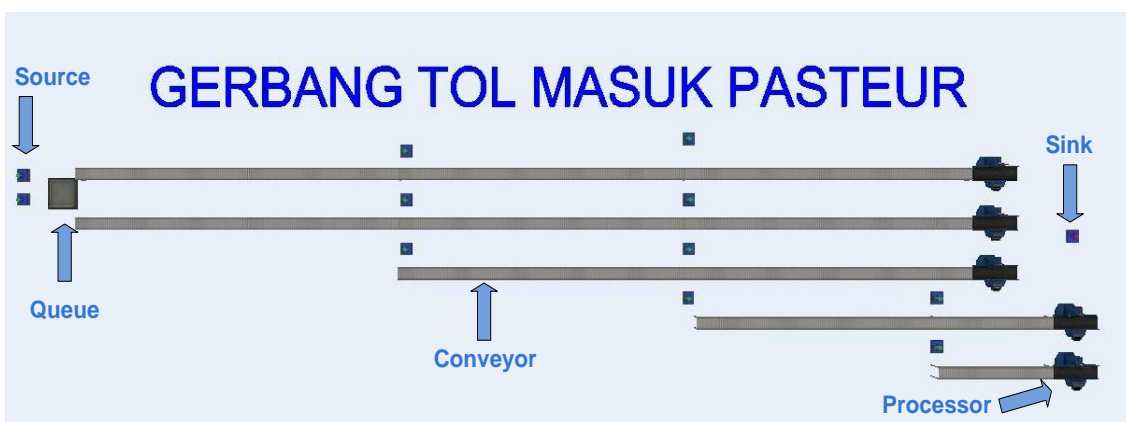 Source
GERBANG TOL MASUK PASTEUR
Sink
Queue
Conveyor
Processor